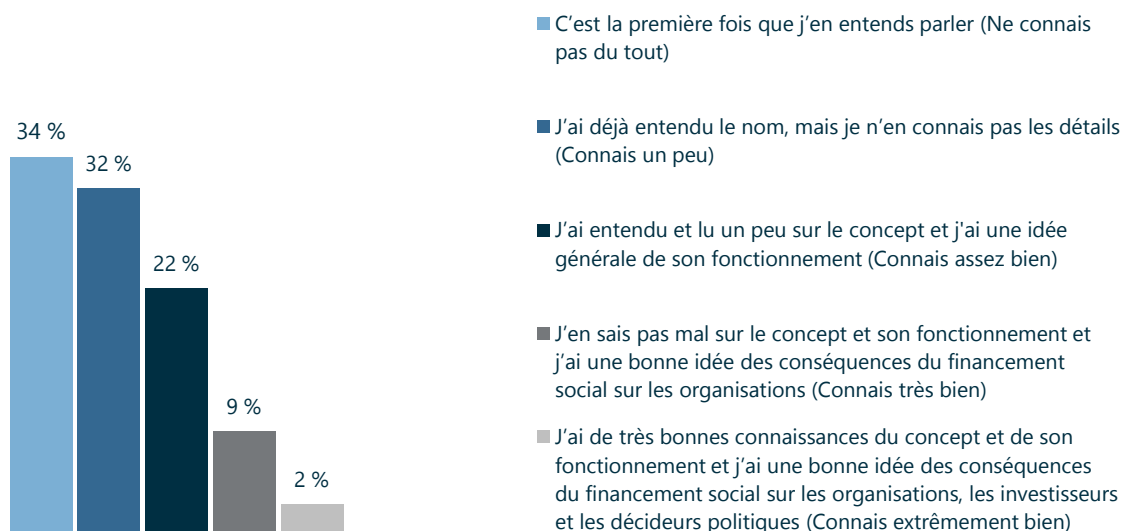 34 %
32 %
22 %
9 %
2 %
C’est la première fois que j’en entends parler (Ne connais
pas du tout)
J’ai déjà entendu le nom, mais je n’en connais pas les détails
(Connais un peu)
J’ai entendu et lu un peu sur le concept et j'ai une idée
générale de son fonctionnement (Connais assez bien)
J’en sais pas mal sur le concept et son fonctionnement et
j’ai une bonne idée des conséquences du financement
social sur les organisations (Connais très bien)
J’ai de très bonnes connaissances du concept et de son
fonctionnement et j’ai une bonne idée des conséquences
du financement social sur les organisations, les investisseurs
et les décideurs politiques (Connais extrêmement bien)